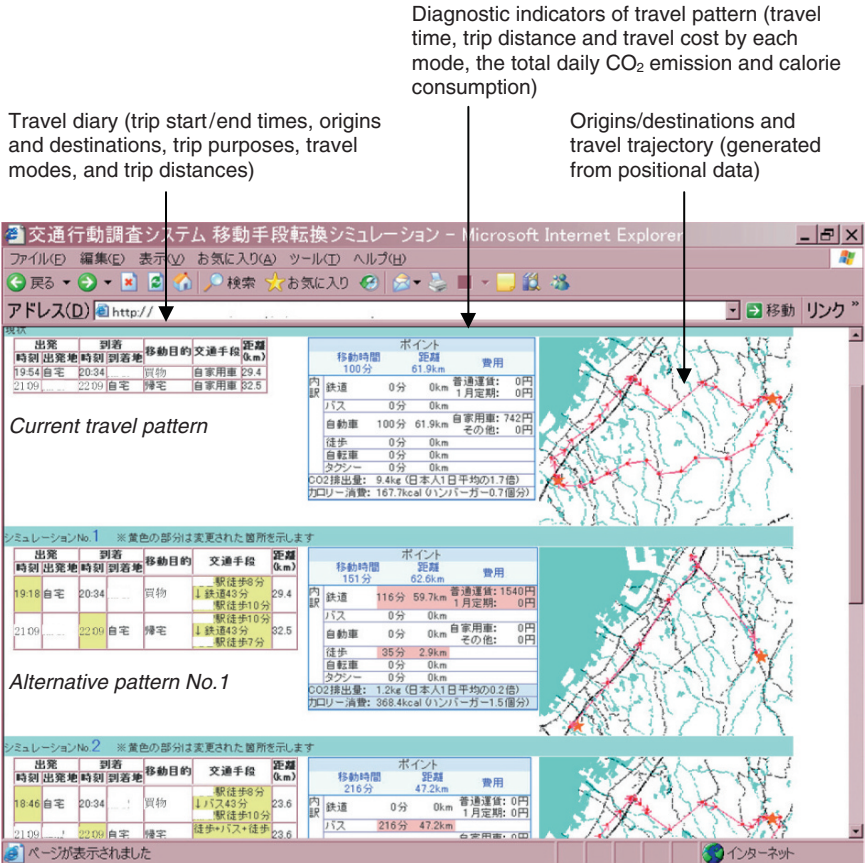 Diagnostic indicators of travel pattern (travel
time, trip distance and travel cost by each
mode, the total daily CO₂ emission and calorie
consumption)
Travel diary (trip start/end times, origins
and destinations, trip purposes, travel
modes, and trip distances)
Origins/destinations and
travel trajectory (generated
from positional data)
交通行動調査システム 移動手段転換シミュレーション - Microsoft Internet Explorer
ファイル(F) 編集(E) 表示(V) お気に入り(A) ツール(T) ヘルプ(H)
戻る 検索 お気に入り
アドレス(D) http:// 移動 リンク »
現状
出発 到着 移動目的 交通手段 距離(km)
時刻 出発地 時刻 到着地
19:54 自宅 20:34 買物 自家用車 29.4
21:09 22:09 自宅 帰宅 自家用車 32.5
Current travel pattern
ポイント
移動時間 距離 費用
100分 61.9km
内訳 鉄道 0分 0km 普通運賃: 0円
1月定期: 0円
バス 0分 0km
自動車 100分 61.9km 自家用車: 742円
その他: 0円
徒歩 0分 0km
自転車 0分 0km
タクシー 0分 0km
CO2排出量: 9.4kg (日本人1日平均の1.7倍)
カロリー消費: 167.7kcal (ハンバーガー0.7個分)
シミュレーションNo.1 ※黄色の部分は変更された箇所を示します
出発 到着 移動目的 交通手段 距離(km)
時刻 出発地 時刻 到着地
19:18 自宅 20:34 買物 駅徒歩8分 29.4
↓鉄道43分
駅徒歩10分
21:09 22:09 自宅 帰宅 駅徒歩10分 32.5
↓鉄道43分
駅徒歩7分
Alternative pattern No.1
ポイント
移動時間 距離 費用
151分 62.6km
内訳 鉄道 116分 59.7km 普通運賃: 1540円
1月定期: 0円
バス 0分 0km
自動車 0分 0km 自家用車: 0円
その他: 0円
徒歩 35分 2.9km
自転車 0分 0km
タクシー 0分 0km
CO2排出量: 1.2kg (日本人1日平均の0.2倍)
カロリー消費: 368.4kcal (ハンバーガー1.5個分)
シミュレーションNo.2 ※黄色の部分は変更された箇所を示します
出発 到着 移動目的 交通手段 距離(km)
時刻 出発地 時刻 到着地
18:46 自宅 20:34 買物 駅徒歩8分 23.6
↓バス43分
駅徒歩10分
21:09 22:09 自宅 帰宅 徒歩+バス+徒歩 23.6
ポイント
移動時間 距離 費用
216分 47.2km
内訳 鉄道 0分 0km 普通運賃: 0円
1月定期: 0円
バス 216分 47.2km
自家用車: 0円
ページが表示されました インターネット